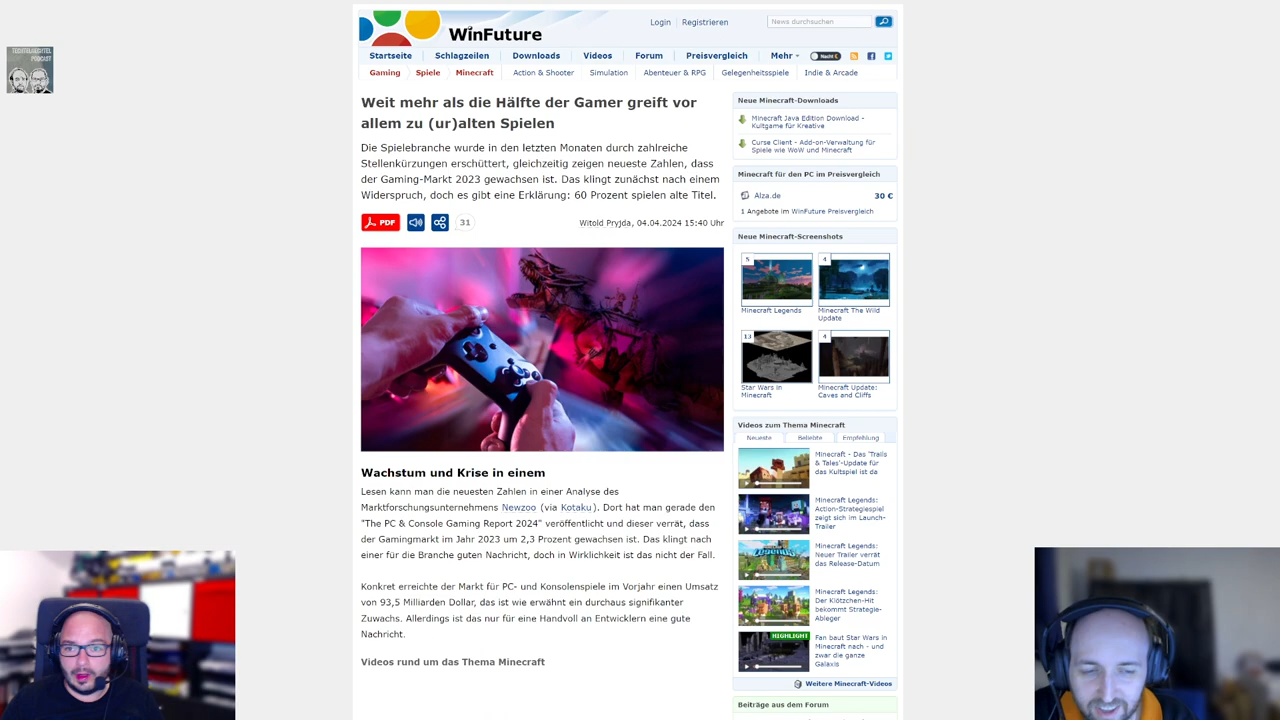 TÜDITELSECHTEL
PODCAST
WinFuture
Login
Registrieren
News durchsuchen
Startseite
Schlagzeilen
Downloads
Videos
Forum
Preisvergleich
Mehr
Nacht
Gaming
Spiele
Minecraft
Action & Shooter
Simulation
Abenteuer & RPG
Gelegenheitsspiele
Indie & Arcade
Weit mehr als die Hälfte der Gamer greift vor
allem zu (ur)alten Spielen
Die Spielebranche wurde in den letzten Monaten durch zahlreiche
Stellenkürzungen erschüttert, gleichzeitig zeigen neueste Zahlen, dass
der Gaming-Markt 2023 gewachsen ist. Das klingt zunächst nach einem
Widerspruch, doch es gibt eine Erklärung: 60 Prozent spielen alte Titel.
PDF
31
Witold Pryjda, 04.04.2024 15:40 Uhr
Wachstum und Krise in einem
Lesen kann man die neuesten Zahlen in einer Analyse des
Marktforschungsunternehmens Newzoo (via Kotaku). Dort hat man gerade den
"The PC & Console Gaming Report 2024" veröffentlicht und dieser verrät, dass
der Gamingmarkt im Jahr 2023 um 2,3 Prozent gewachsen ist. Das klingt nach
einer für die Branche guten Nachricht, doch in Wirklichkeit ist das nicht der Fall.
Konkret erreichte der Markt für PC- und Konsolenspiele im Vorjahr einen Umsatz
von 93,5 Milliarden Dollar, das ist wie erwähnt ein durchaus signifikanter
Zuwachs. Allerdings ist das nur für eine Handvoll an Entwicklern eine gute
Nachricht.
Videos rund um das Thema Minecraft
Neue Minecraft-Downloads
Minecraft Java Edition Download -
Kultgame für Kreative
Curse Client - Add-on-Verwaltung für
Spiele wie WoW und Minecraft
Minecraft für den PC im Preisvergleich
Alza.de
30 €
1 Angebote im WinFuture Preisvergleich
Neue Minecraft-Screenshots
5
4
Minecraft Legends
Minecraft The Wild
Update
13
4
Star Wars in
Minecraft
Minecraft Update:
Caves and Cliffs
Videos zum Thema Minecraft
Neueste
Beliebte
Empfehlung
Minecraft - Das 'Trails
& Tales'-Update für
das Kultspiel ist da
Minecraft Legends:
Action-Strategiespiel
zeigt sich im Launch-
Trailer
Minecraft Legends:
Neuer Trailer verrät
das Release-Datum
Minecraft Legends:
Der Klötzchen-Hit
bekommt Strategie-
Ableger
HIGHLIGHT
Fan baut Star Wars in
Minecraft nach - und
zwar die ganze
Galaxis
Weitere Minecraft-Videos
Beiträge aus dem Forum